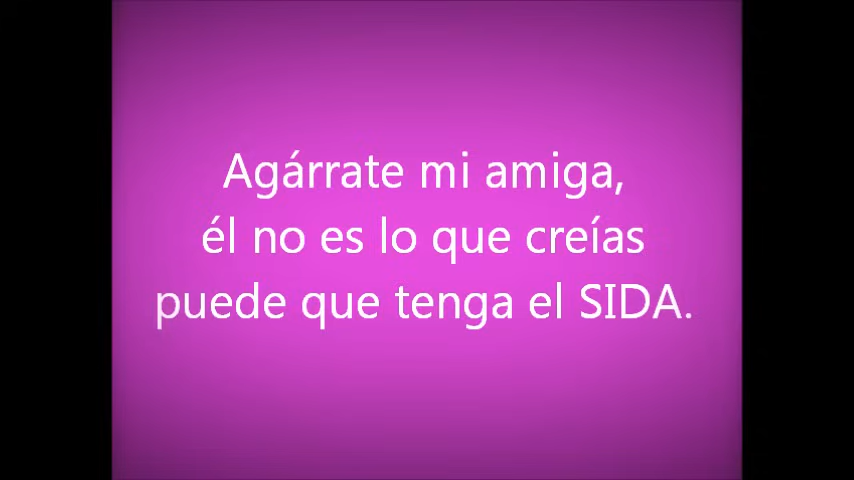 Agárrate mi amiga,
él no es lo que creías
puede que tenga el SIDA.